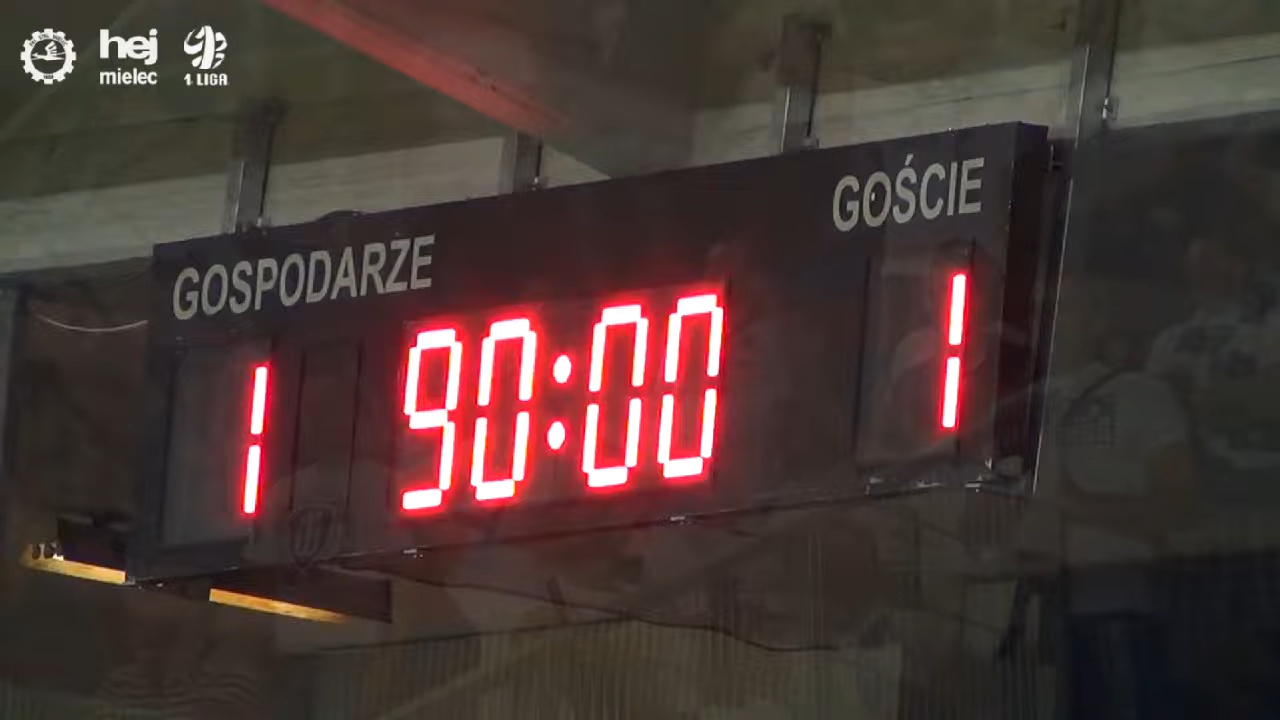 hej
mielec
1 LIGA
GOSPODARZE
GOŚCIE
1
90:00
1